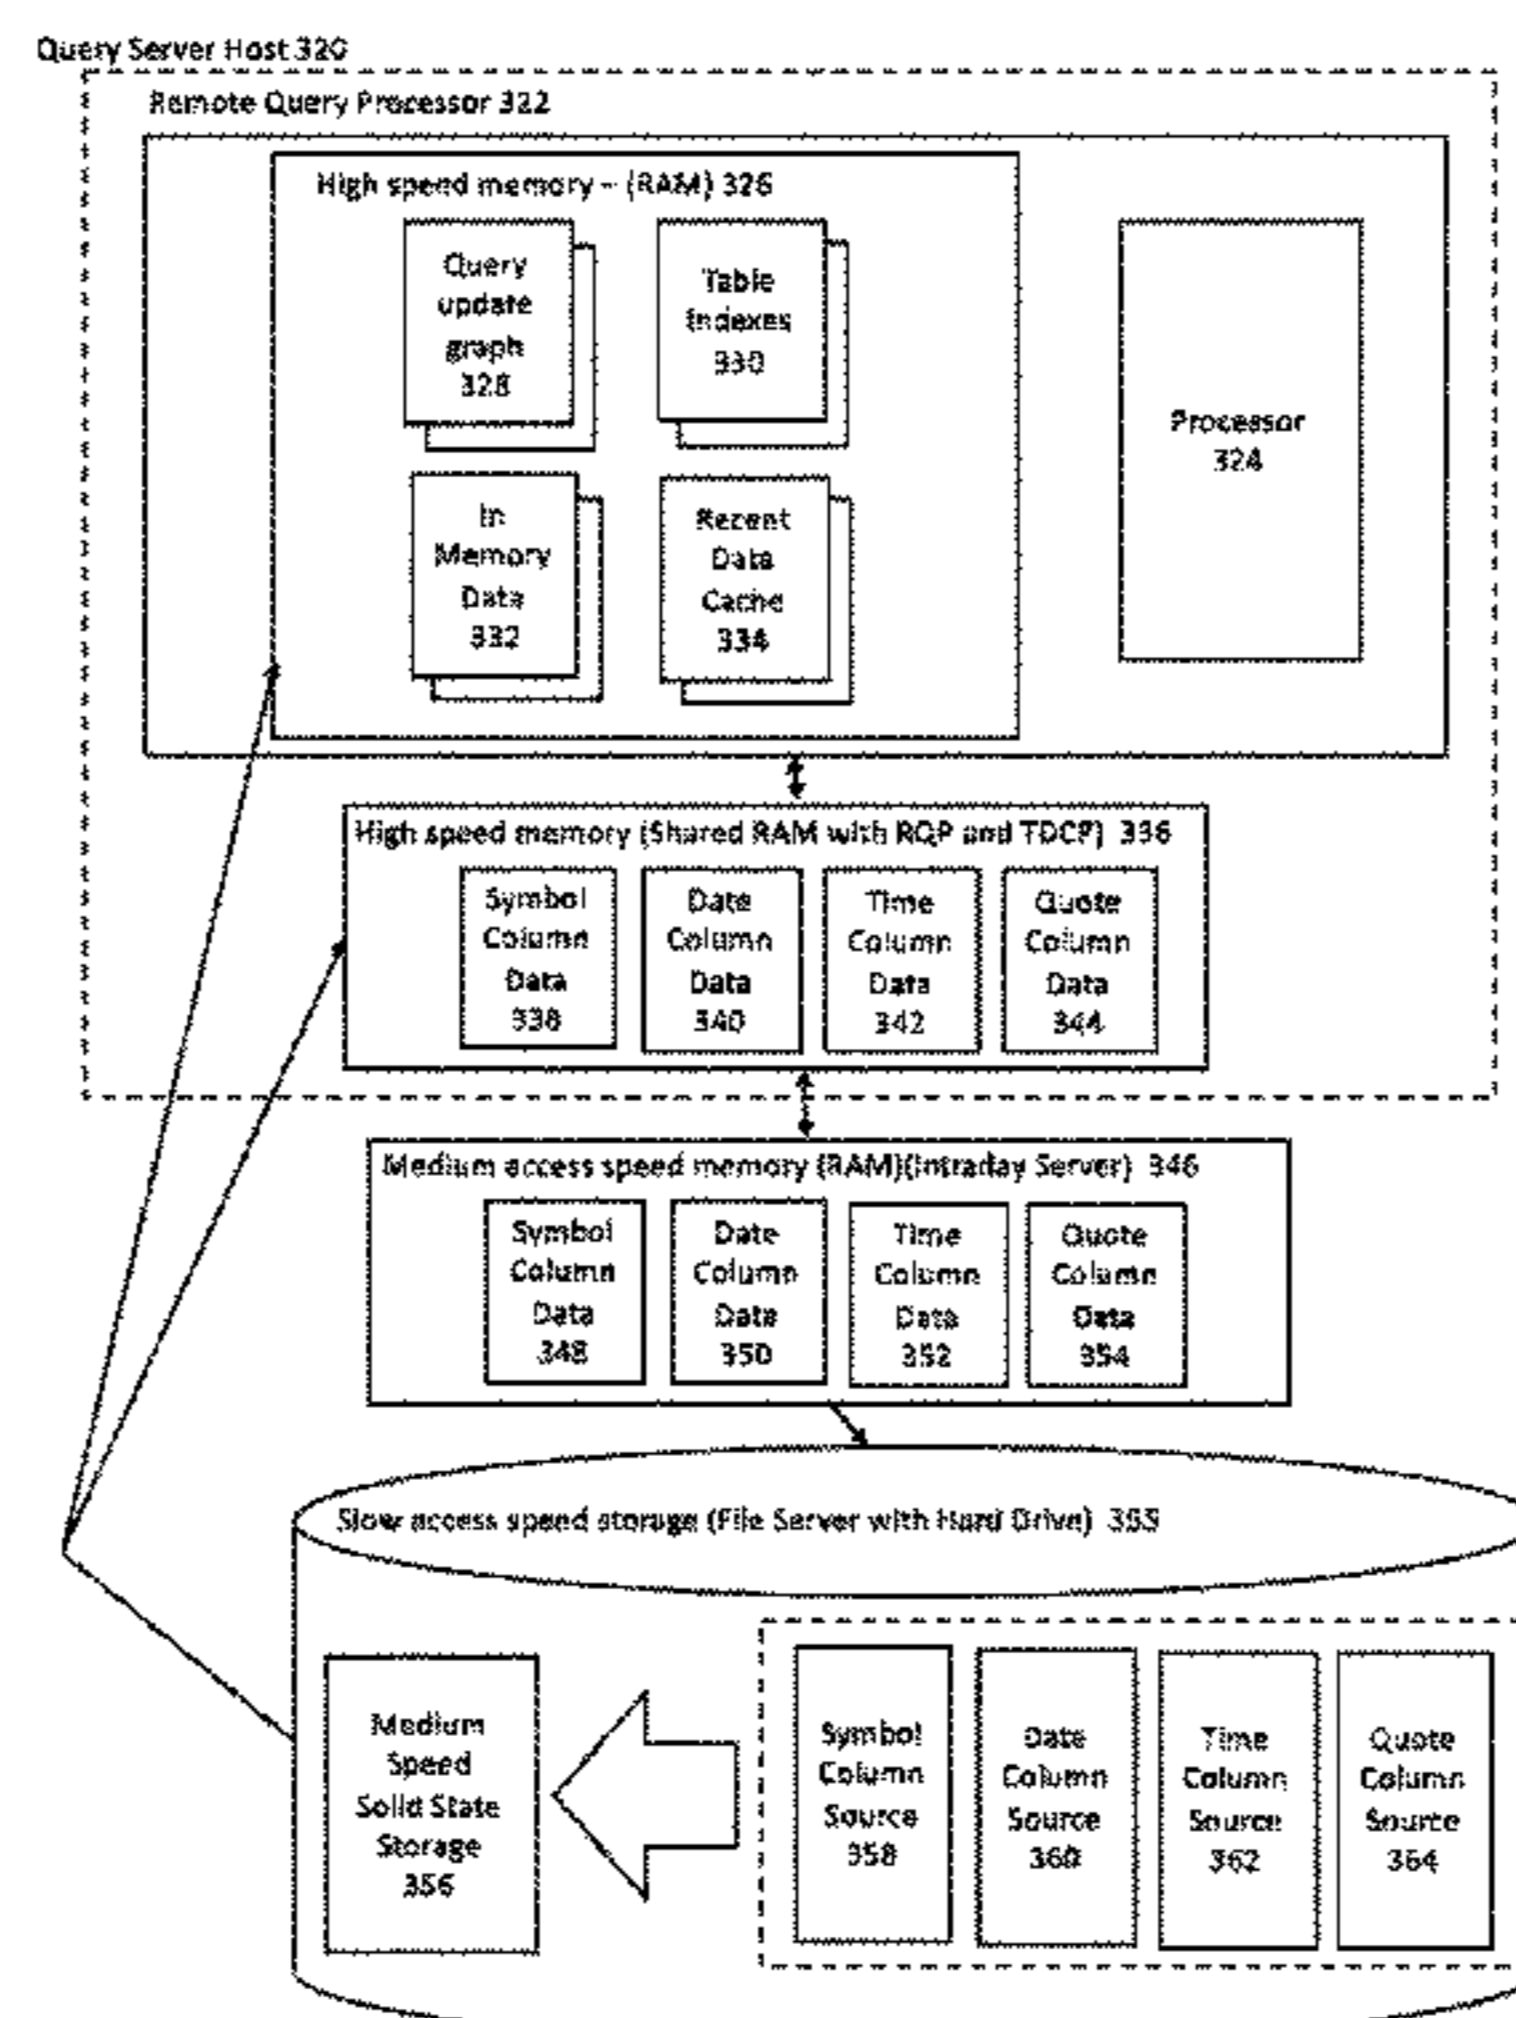 Query Server Host 320
Remote Query Processor 322
High speed memory – (RAM) 326
Query
update
graph
328
Table
Indexes
330
Processor
324
In
Memory
Data
332
Recent
Data
Cache
334
High speed memory (Shared RAM with RQP and TDCP) 336
Symbol
Column
Data
338
Date
Column
Data
340
Time
Column
Data
342
Quote
Column
Data
344
Medium access speed memory (RAM)(Intraday Server) 346
Symbol
Column
Data
348
Date
Column
Data
350
Time
Column
Data
352
Quote
Column
Data
354
Slow access speed storage (File Server with Hard Drive) 355
Medium
Speed
Solid State
Storage
356
Symbol
Column
Source
358
Date
Column
Source
360
Time
Column
Source
362
Quote
Column
Source
364